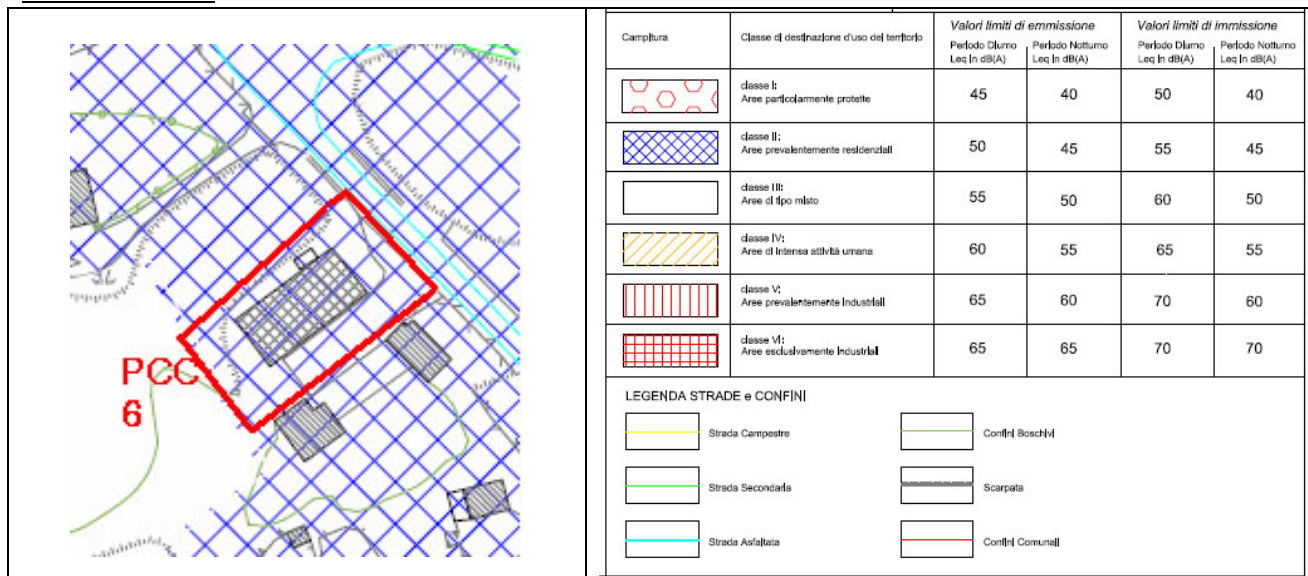 PCC
6
Campitura
Classe di destinazione d'uso del territorio
Valori limiti di emmissione
Valori limiti di immissione
Periodo Diurno
Leq in dB(A)
Periodo Notturno
Leq in dB(A)
Periodo Diurno
Leq in dB(A)
Periodo Notturno
Leq in dB(A)
classe I:
Aree particolarmente protette
45 40 50 40
classe II:
Aree prevalentemente residenziali
50 45 55 45
classe III:
Aree di tipo misto
55 50 60 50
classe IV:
Aree di intensa attività umana
60 55 65 55
classe V:
Aree prevalentemente industriali
65 60 70 60
classe VI:
Aree esclusivamente industriali
65 65 70 70
LEGENDA STRADE e CONFINI
Strada Campestre
Confini Boschivi
Strada Secondaria
Scarpata
Strada Asfaltata
Confini Comunali